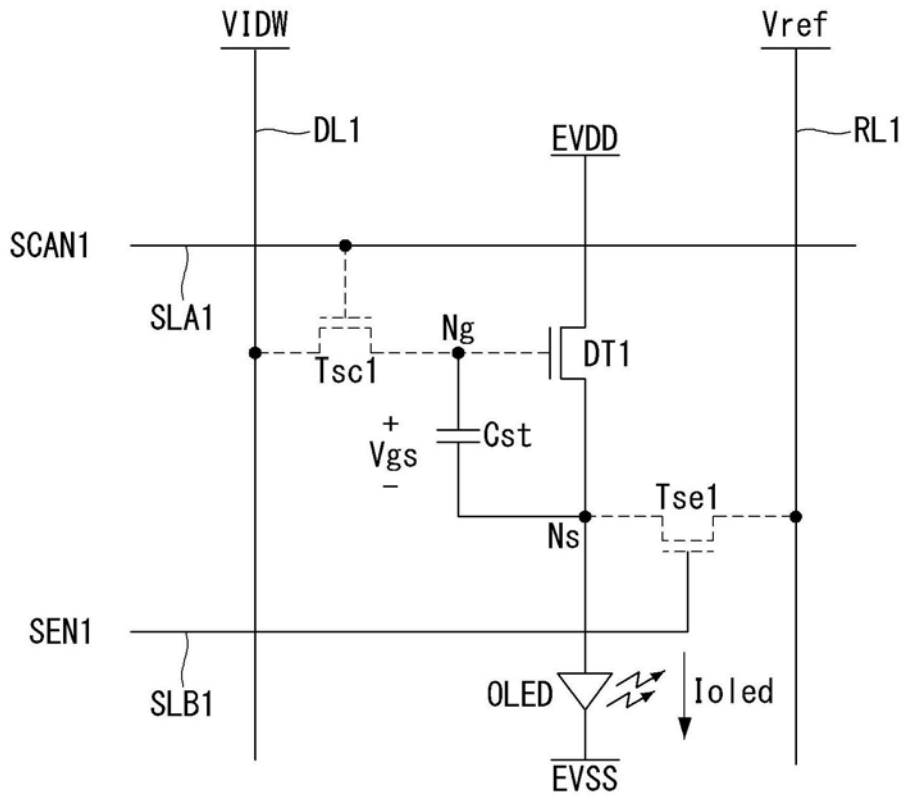 VIDW
Vref
DL1
EVDD
RL1
SCAN1
SLA1
Ng
DT1
Tsc1
+
Vgs
-
Cst
Tse1
Ns
SEN1
SLB1
OLED
Ioled
EVSS